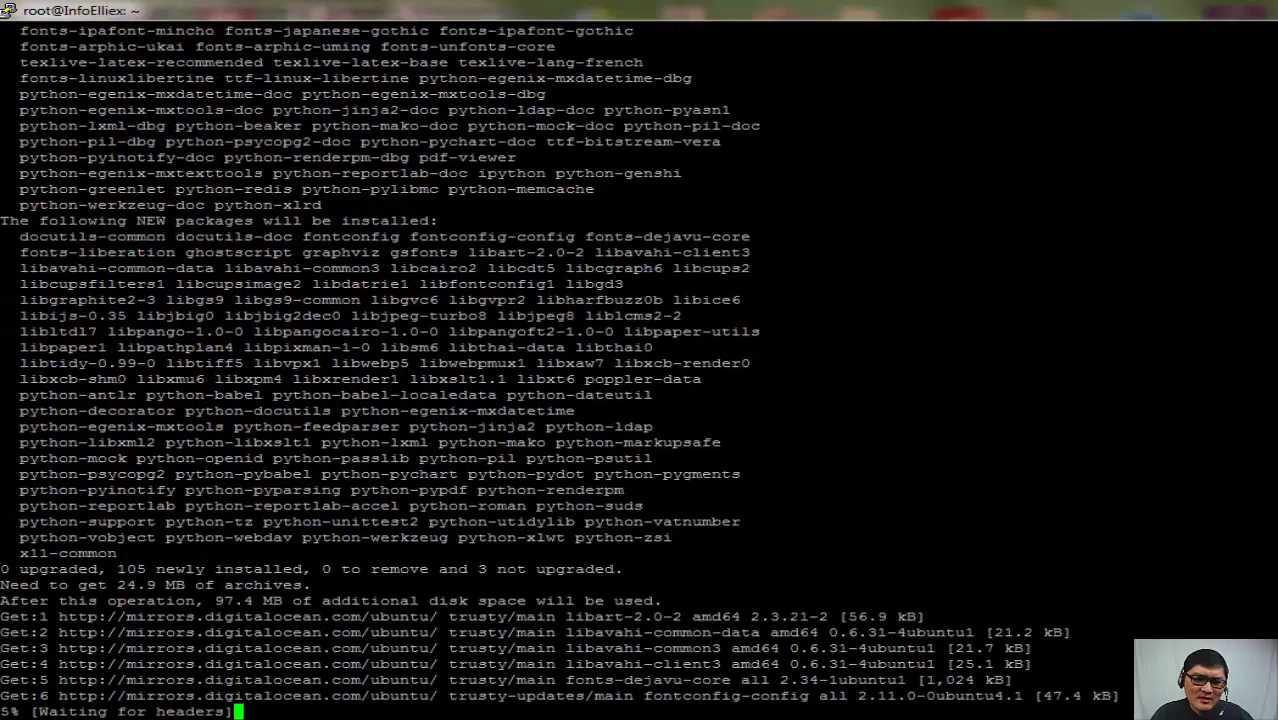 root@InfoElliex: ~
fonts-ipafont-mincho fonts-japanese-gothic fonts-ipafont-gothic
fonts-arphic-ukai fonts-arphic-uming fonts-unfonts-core
texlive-latex-recommended texlive-latex-base texlive-lang-french
fonts-linuxlibertine ttf-linux-libertine python-egenix-mxdatetime-dbg
python-egenix-mxdatetime-doc python-egenix-mxtools-dbg
python-egenix-mxtools-doc python-jinja2-doc python-ldap-doc python-pyasn1
python-lxml-dbg python-beaker python-mako-doc python-mock-doc python-pil-doc
python-pil-dbg python-psycopg2-doc python-pychart-doc ttf-bitstream-vera
python-pyinotify-doc python-renderpm-dbg pdf-viewer
python-egenix-mxtexttools python-reportlab-doc ipython python-genshi
python-greenlet python-redis python-pylibmc python-memcache
python-werkzeug-doc python-xlrd
The following NEW packages will be installed:
docutils-common docutils-doc fontconfig fontconfig-config fonts-dejavu-core
fonts-liberation ghostscript graphviz gsfonts libart-2.0-2 libavahi-client3
libavahi-common-data libavahi-common3 libcairo2 libcdt5 libcgraph6 libcups2
libcupsfilters1 libcupsimage2 libdatrie1 libfontconfig1 libgd3
libgraphite2-3 libgs9 libgs9-common libgvc6 libgvpr2 libharfbuzz0b libice6
libijs-0.35 libjbig0 libjbig2dec0 libjpeg-turbo8 libjpeg8 liblcms2-2
libltdl7 libpango-1.0-0 libpangocairo-1.0-0 libpangoft2-1.0-0 libpaper-utils
libpaper1 libpathplan4 libpixman-1-0 libsm6 libthai-data libthai0
libtidy-0.99-0 libtiff5 libvpx1 libwebp5 libwebpmux1 libxaw7 libxcb-render0
libxcb-shm0 libxmu6 libxpm4 libxrender1 libxslt1.1 libxt6 poppler-data
python-antlr python-babel python-babel-localedata python-dateutil
python-decorator python-docutils python-egenix-mxdatetime
python-egenix-mxtools python-feedparser python-jinja2 python-ldap
python-libxml2 python-libxslt1 python-lxml python-mako python-markupsafe
python-mock python-openid python-passlib python-pil python-psutil
python-psycopg2 python-pybabel python-pychart python-pydot python-pygments
python-pyinotify python-pyparsing python-pypdf python-renderpm
python-reportlab python-reportlab-accel python-roman python-suds
python-support python-tz python-unittest2 python-utidylib python-vatnumber
python-vobject python-webdav python-werkzeug python-xlwt python-zsi
x11-common
0 upgraded, 105 newly installed, 0 to remove and 3 not upgraded.
Need to get 24.9 MB of archives.
After this operation, 97.4 MB of additional disk space will be used.
Get:1 http://mirrors.digitalocean.com/ubuntu/ trusty/main libart-2.0-2 amd64 2.3.21-2 [56.9 kB]
Get:2 http://mirrors.digitalocean.com/ubuntu/ trusty/main libavahi-common-data amd64 0.6.31-4ubuntu1 [21.2 kB]
Get:3 http://mirrors.digitalocean.com/ubuntu/ trusty/main libavahi-common3 amd64 0.6.31-4ubuntu1 [21.7 kB]
Get:4 http://mirrors.digitalocean.com/ubuntu/ trusty/main libavahi-client3 amd64 0.6.31-4ubuntu1 [25.1 kB]
Get:5 http://mirrors.digitalocean.com/ubuntu/ trusty/main fonts-dejavu-core all 2.34-1ubuntu1 [1,024 kB]
Get:6 http://mirrors.digitalocean.com/ubuntu/ trusty-updates/main fontconfig-config all 2.11.0-0ubuntu4.1 [47.4 kB]
5% [Waiting for headers]